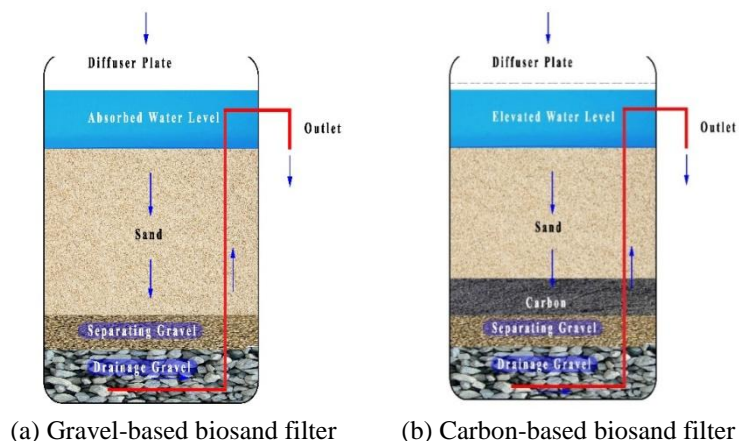 Diffuser Plate
Absorbed Water Level
Outlet
Sand
Separating Gravel
Drainage Gravel
(a) Gravel-based biosand filter
Diffuser Plate
Elevated Water Level
Outlet
Sand
Carbon
Separating Gravel
Drainage Gravel
(b) Carbon-based biosand filter